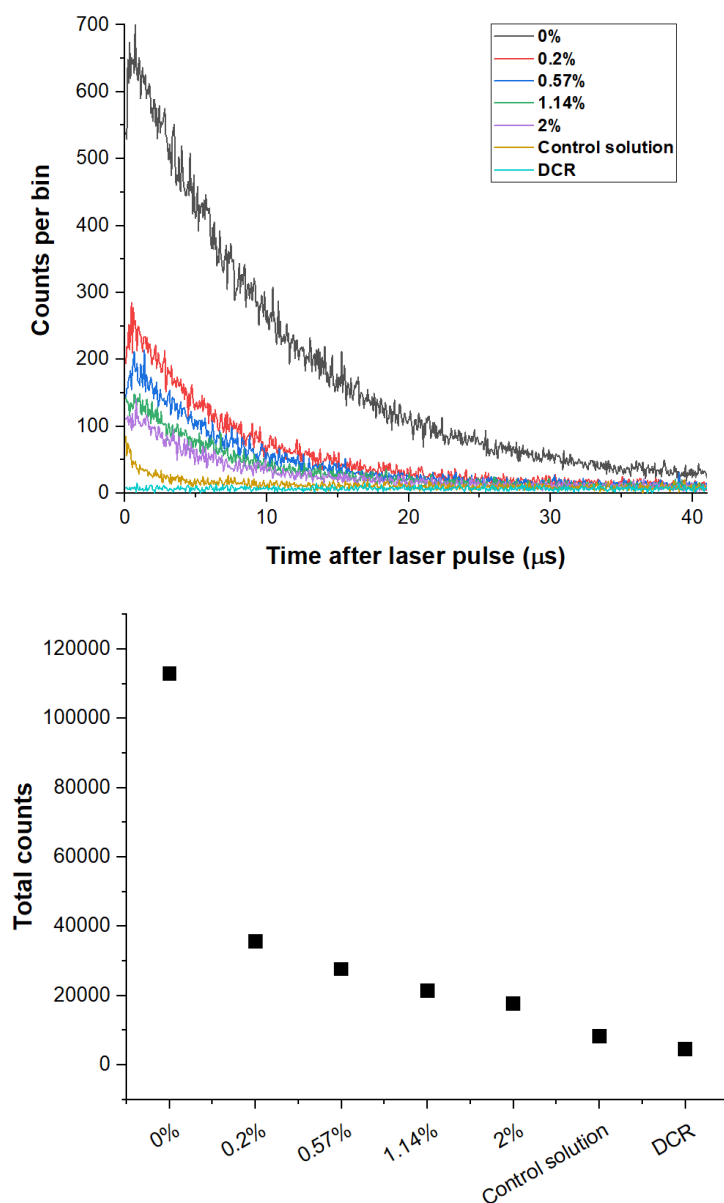 700
600
500
400
300
200
100
0
Counts per bin
0%
0.2%
0.57%
1.14%
2%
Control solution
DCR
0 10 20 30 40
Time after laser pulse (μs)
120000
100000
80000
60000
40000
20000
0
Total counts
0% 0.2% 0.57% 1.14% 2% Control solution DCR